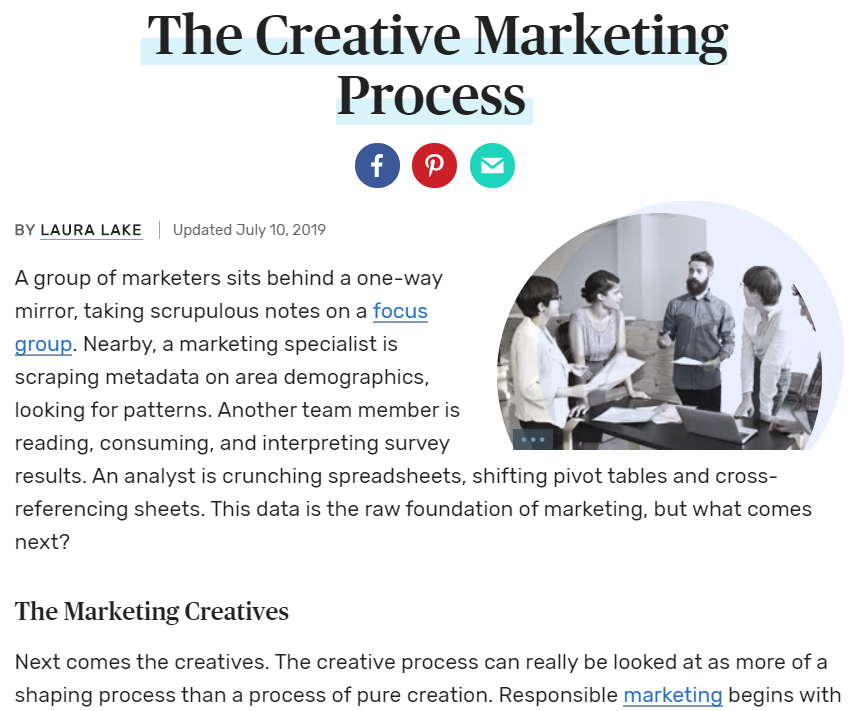 The Creative Marketing
Process
BY LAURA LAKE
Updated July 10, 2019
A group of marketers sits behind a one-way
mirror, taking scrupulous notes on a focus
group. Nearby, a marketing specialist is
scraping metadata on area demographics,
looking for patterns. Another team member is
reading, consuming, and interpreting survey
results. An analyst is crunching spreadsheets, shifting pivot tables and cross-
referencing sheets. This data is the raw foundation of marketing, but what comes
next?
The Marketing Creatives
Next comes the creatives. The creative process can really be looked at as more of a
shaping process than a process of pure creation. Responsible marketing begins with